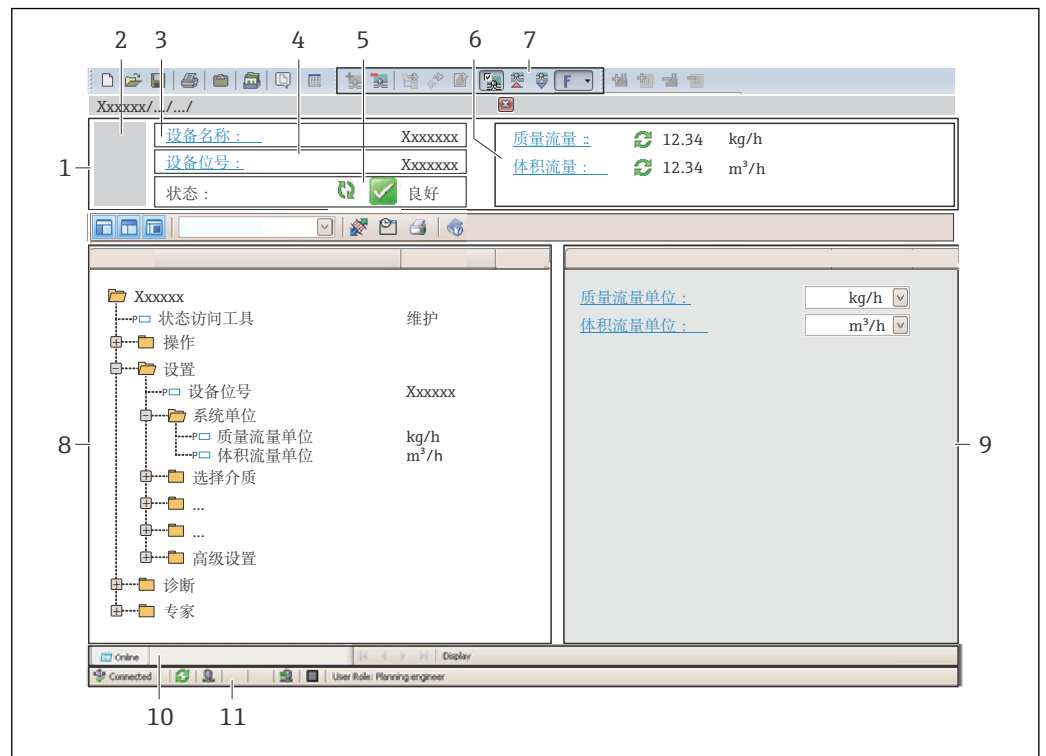 2 3 4 5 6 7
F
Xxxxxx/.../.../
1
设备名称： Xxxxxxx
设备位号： Xxxxxxx
状态： 良好
质量流量：: 12.34 kg/h
体积流量： 12.34 m³/h
8
Xxxxxx
P 状态访问工具 维护
操作
设置
P 设备位号 Xxxxxx
系统单位
P 质量流量单位 kg/h
P 体积流量单位 m³/h
选择介质
...
...
高级设置
诊断
专家
质量流量单位： kg/h
体积流量单位： m³/h
9
Online Display
Connected User Role: Planning engineer
10 11